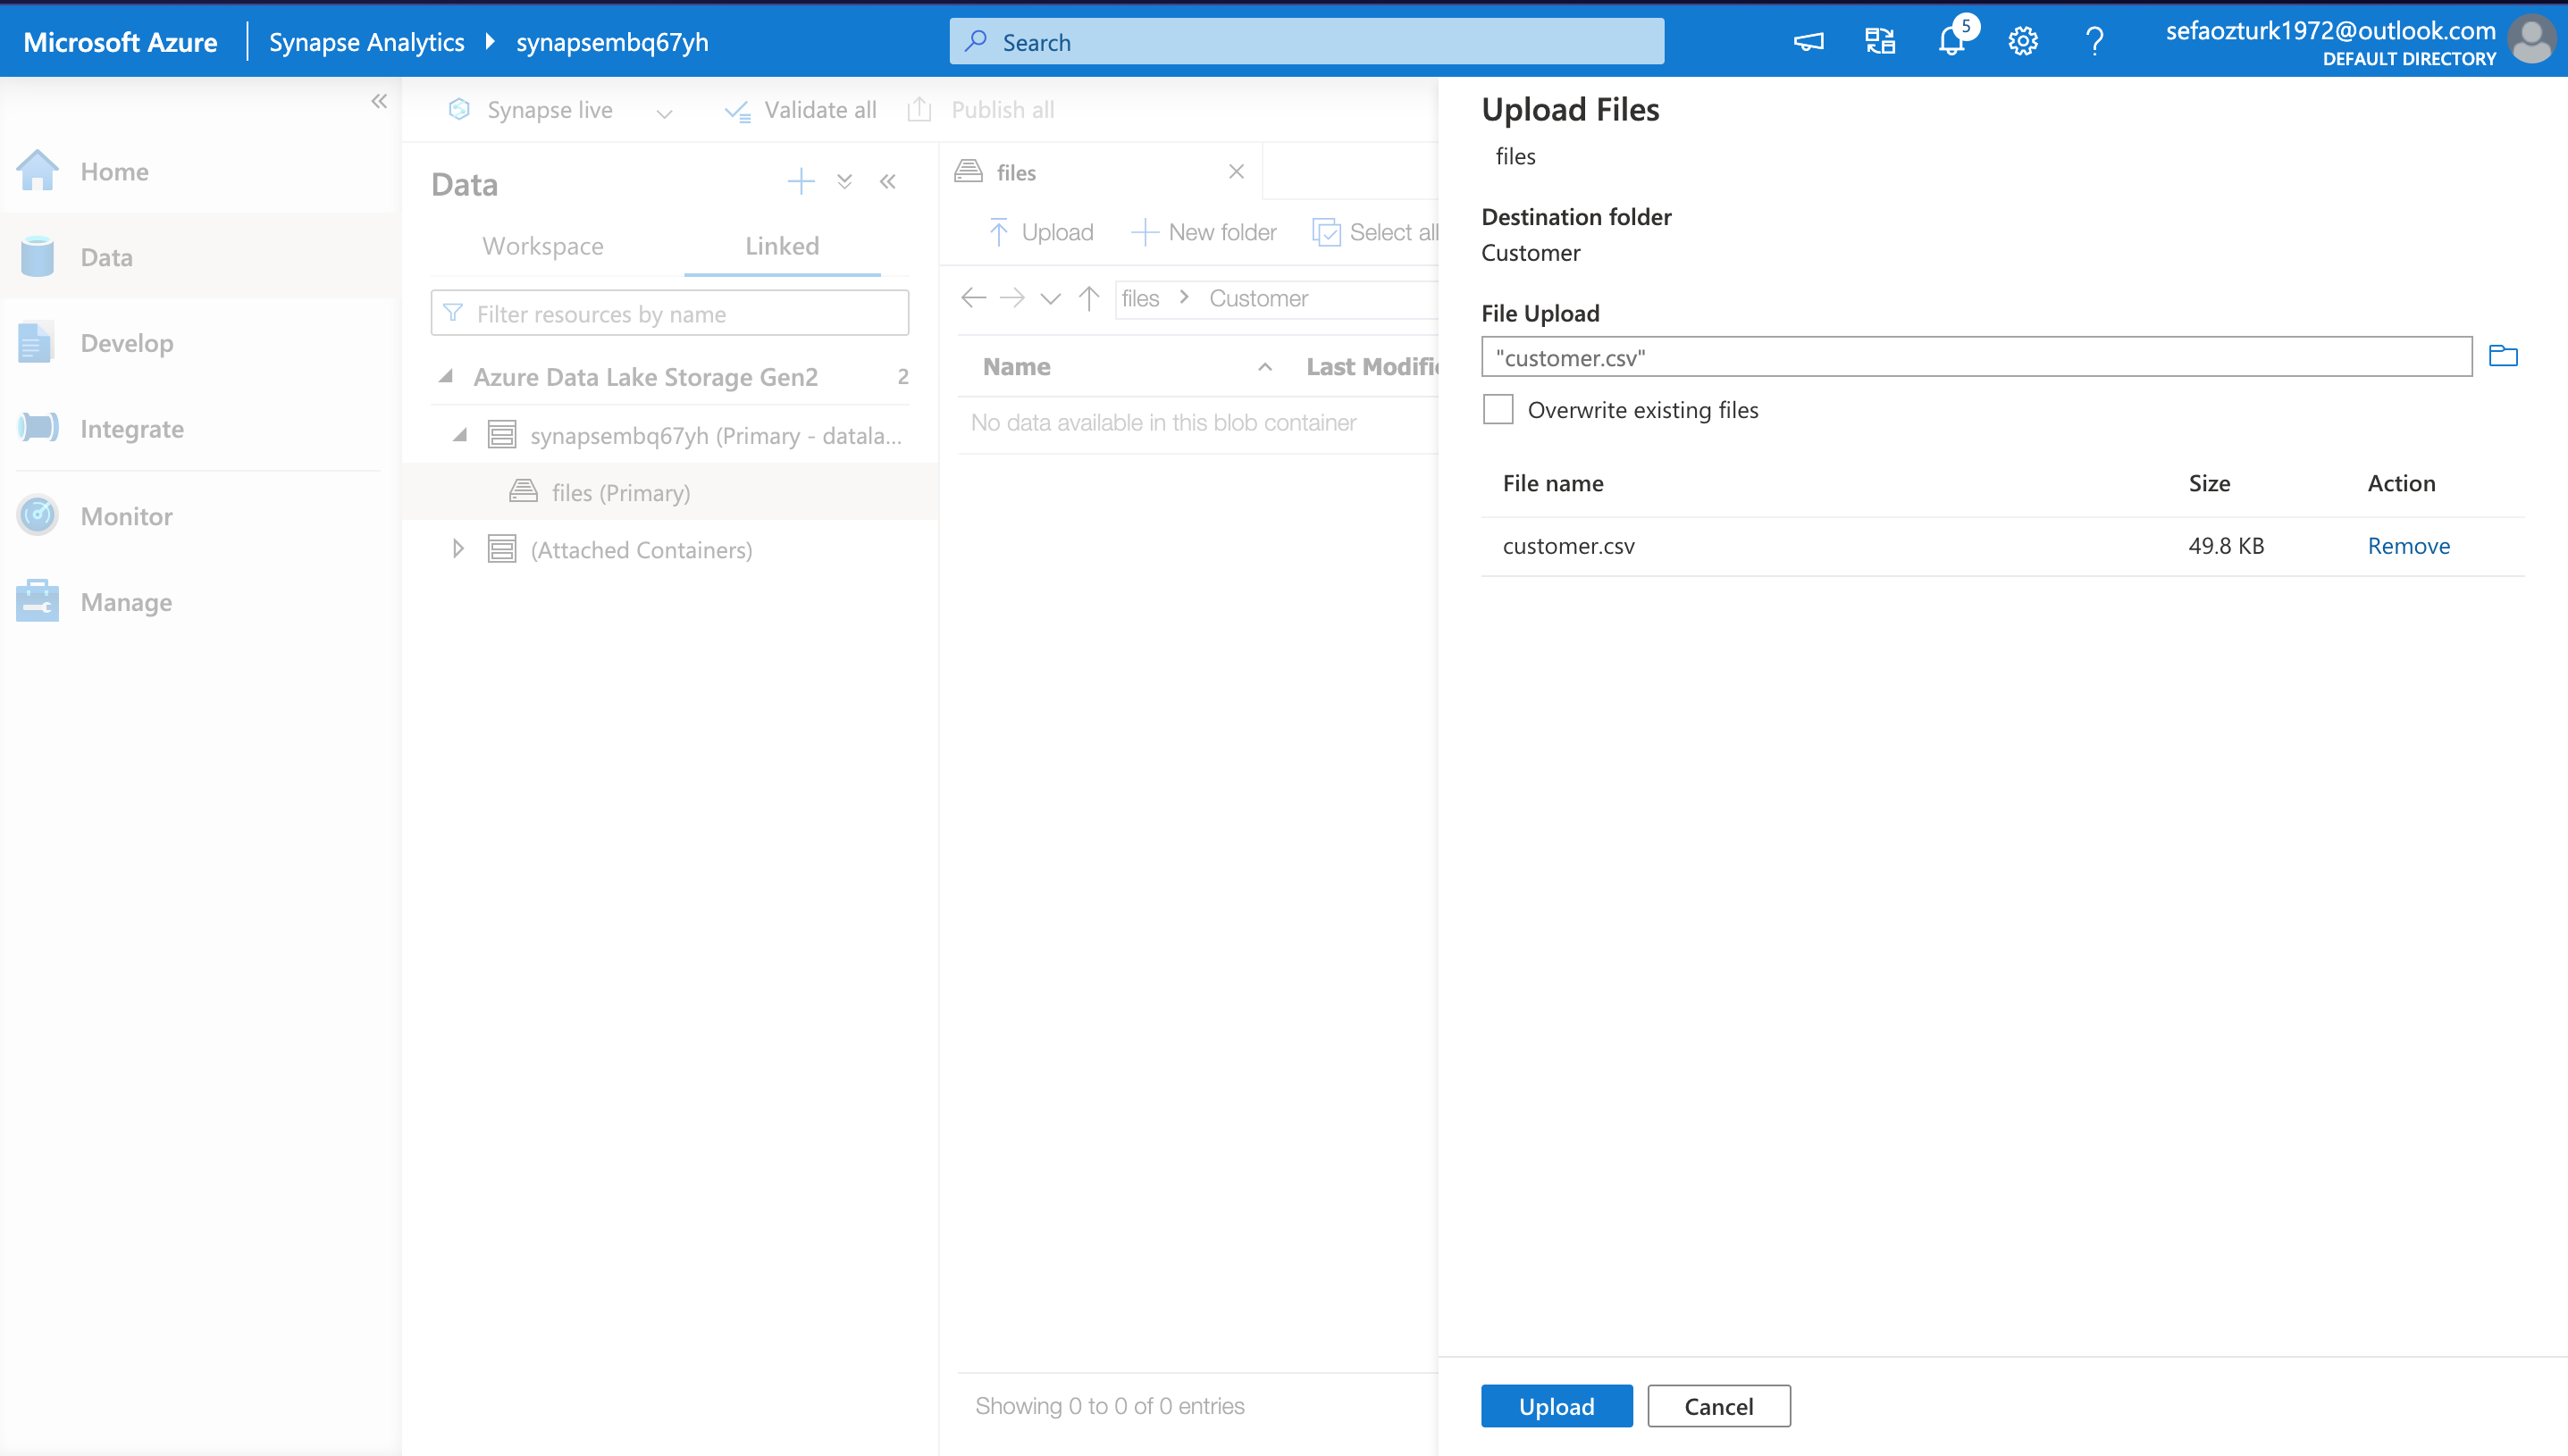 Microsoft Azure
Synapse Analytics
synapsembq67yh
Search
5
sefaozturk1972@outlook.com
DEFAULT DIRECTORY
Home
Data
Develop
Integrate
Monitor
Manage
Synapse live
Validate all
Publish all
Data
Workspace
Linked
Filter resources by name
Azure Data Lake Storage Gen2
2
synapsembq67yh (Primary - datala...
files (Primary)
(Attached Containers)
files
Upload
New folder
Select all
files
Customer
Name
Last Modifie
No data available in this blob container
Showing 0 to 0 of 0 entries
Upload Files
files
Destination folder
Customer
File Upload
"customer.csv"
Overwrite existing files
File name Size Action
customer.csv 49.8 KB Remove
Upload
Cancel